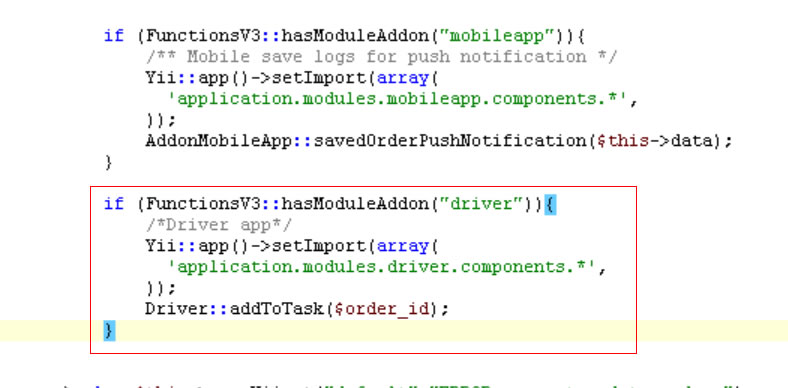 if (FunctionsV3::hasModuleAddon("mobileapp")){
/** Mobile save logs for push notification */
Yii::app()->setImport(array(
'application.modules.mobileapp.components.*',
));
AddonMobileApp::savedOrderPushNotification($this->data);
}
if (FunctionsV3::hasModuleAddon("driver")){
/*Driver app*/
Yii::app()->setImport(array(
'application.modules.driver.components.*',
));
Driver::addToTask($order_id);
}